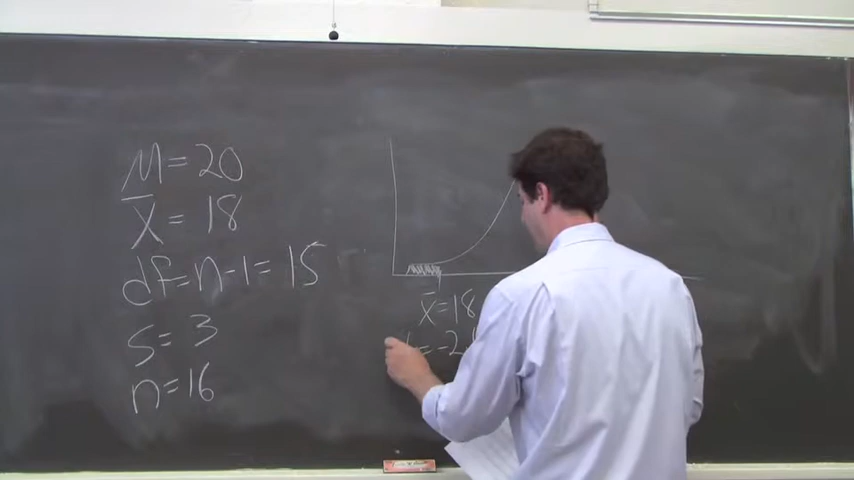 M = 20
X̄ = 18
df = n-1 = 15
s = 3
n = 16
x̄ = 18
= -2.